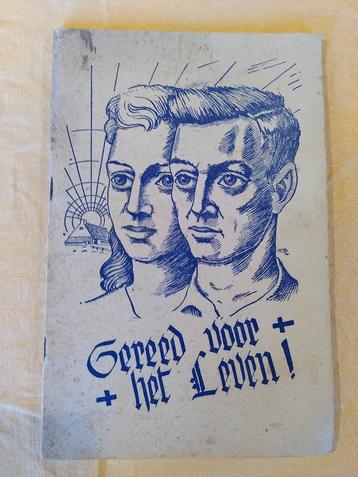 Gereed voor +
+ het Leven!